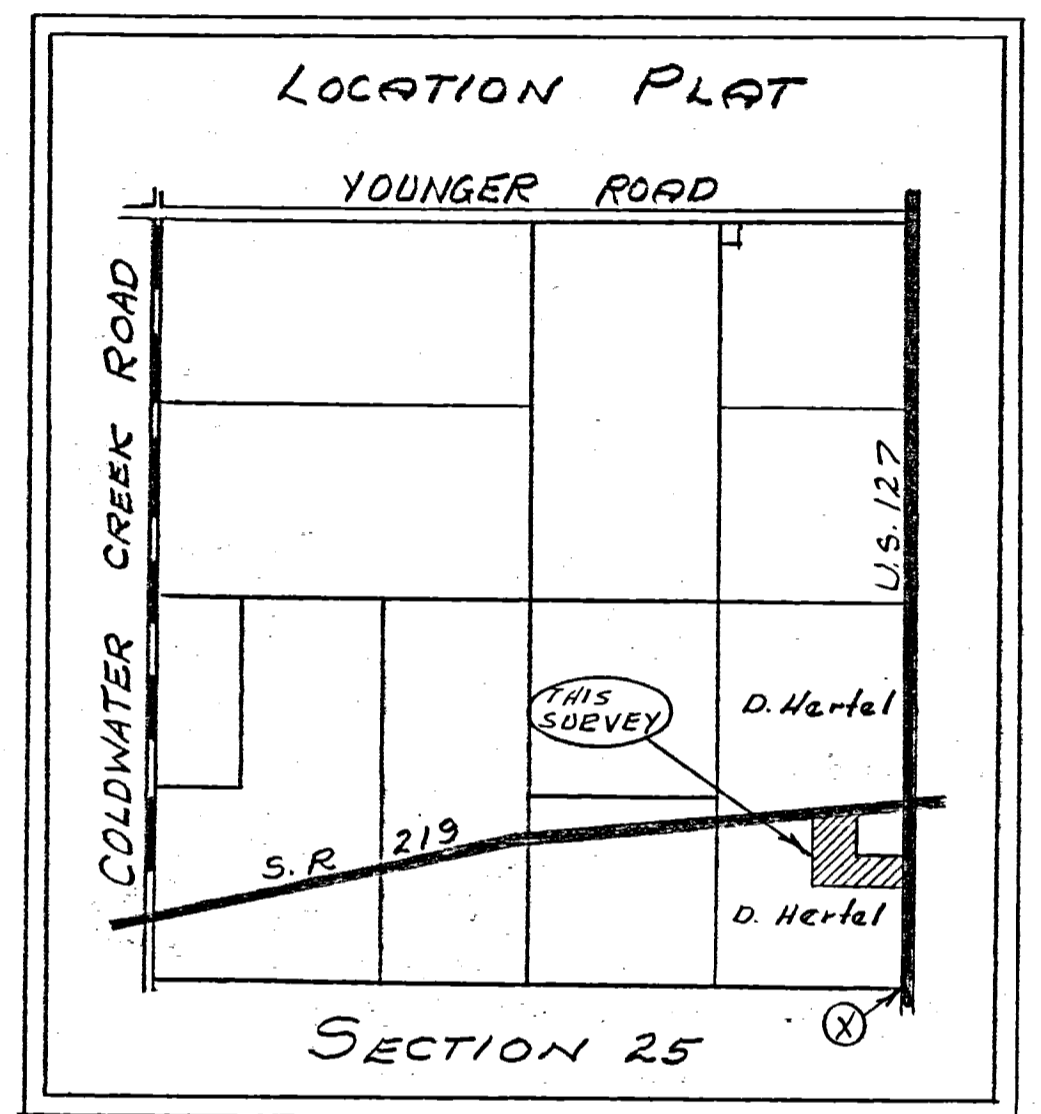 LOCATION PLAT
YOUNGER ROAD
COLDWATER CREEK ROAD
U.S. 127
THIS
SURVEY
D. Hertel
S.R 219
D. Hertel
X
SECTION 25